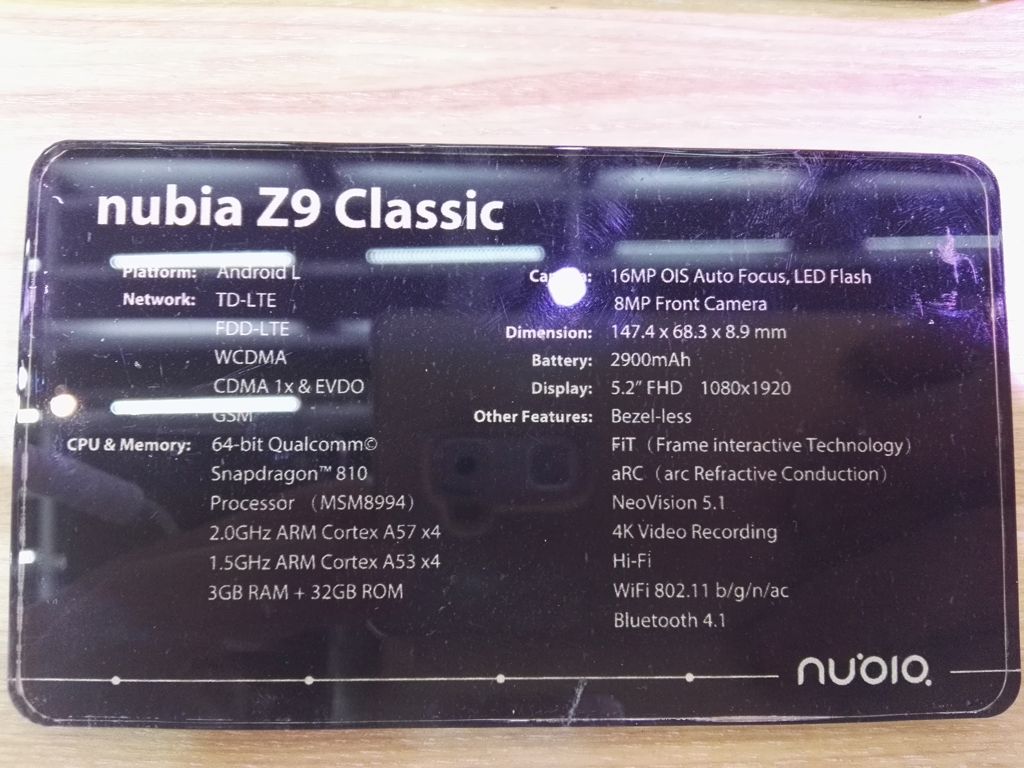 nubia Z9 Classic
Platform: Android L
Network: TD-LTE
FDD-LTE
WCDMA
CDMA 1x & EVDO
GSM
CPU & Memory: 64-bit Qualcomm©
Snapdragon™ 810
Processor （MSM8994）
2.0GHz ARM Cortex A57 x4
1.5GHz ARM Cortex A53 x4
3GB RAM + 32GB ROM
Camera: 16MP OIS Auto Focus, LED Flash
8MP Front Camera
Dimension: 147.4 x 68.3 x 8.9 mm
Battery: 2900mAh
Display: 5.2″ FHD 1080x1920
Other Features: Bezel-less
FiT（Frame interactive Technology）
aRC（arc Refractive Conduction）
NeoVision 5.1
4K Video Recording
Hi-Fi
WiFi 802.11 b/g/n/ac
Bluetooth 4.1
nubia